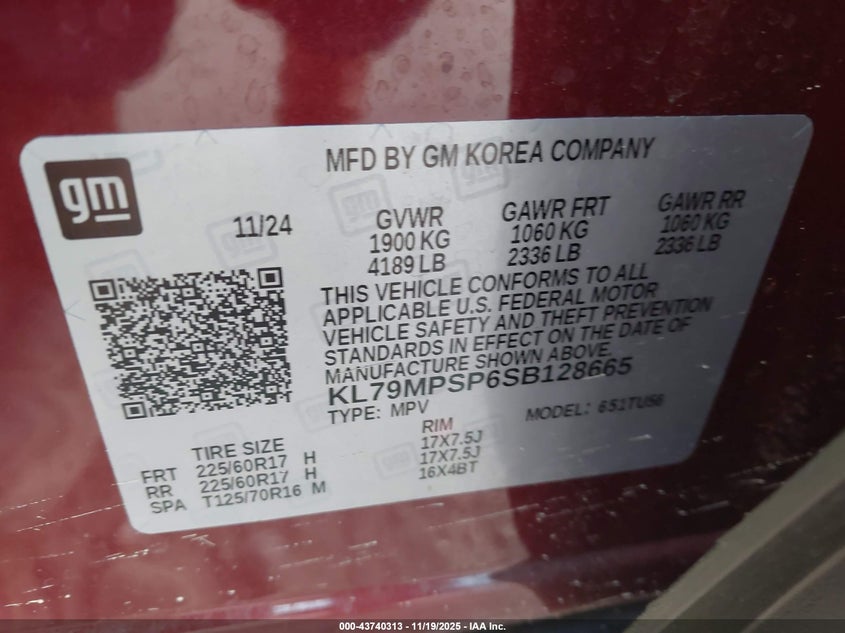 gm
MFD BY GM KOREA COMPANY
11/24
GVWR
1900 KG
4189 LB
GAWR FRT
1060 KG
2336 LB
GAWR RR
1060 KG
2336 LB
THIS VEHICLE CONFORMS TO ALL
APPLICABLE U.S. FEDERAL MOTOR
VEHICLE SAFETY AND THEFT PREVENTION
STANDARDS IN EFFECT ON THE DATE OF
MANUFACTURE SHOWN ABOVE.
KL79MPSP6SB128665
TYPE: MPV
MODEL: 651TU56
TIRE SIZE
RIM
FRT 225/60R17 H 17X7.5J
RR 225/60R17 H 17X7.5J
SPA T125/70R16 M 16X4BT
000-43740313 - 11/19/2025 - IAA Inc.